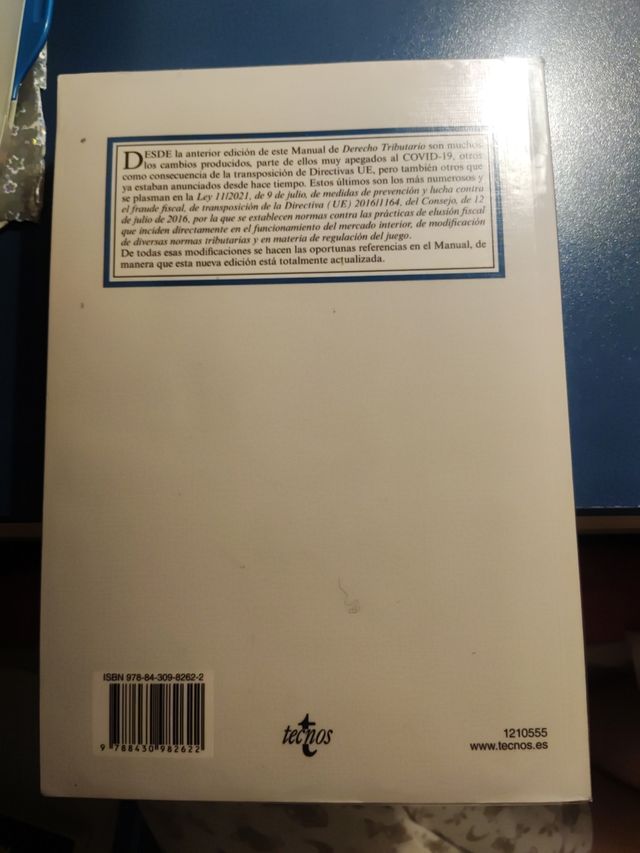 DESDE la anterior edición de este Manual de Derecho Tributario son muchos
los cambios producidos, parte de ellos muy apegados al COVID-19, otros
como consecuencia de la transposición de Directivas UE, pero también otros que
ya estaban anunciados desde hace tiempo. Estos últimos son los más numerosos y
se plasman en la Ley 11/2021, de 9 de julio, de medidas de prevención y lucha contra
el fraude fiscal, de transposición de la Directiva (UE) 2016/1164, del Consejo, de 12
de julio de 2016, por la que se establecen normas contra las prácticas de elusión fiscal
que inciden directamente en el funcionamiento del mercado interior, de modificación
de diversas normas tributarias y en materia de regulación del juego.
De todas esas modificaciones se hacen las oportunas referencias en el Manual, de
manera que esta nueva edición está totalmente actualizada.
ISBN 978-84-309-8262-2
9 788430 982622
tecnos
1210555
www.tecnos.es